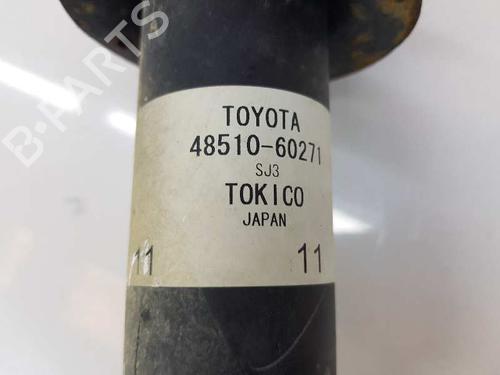 B-PARTS
TOYOTA
48510-60271
SJ3
TOKICO
JAPAN
11
11